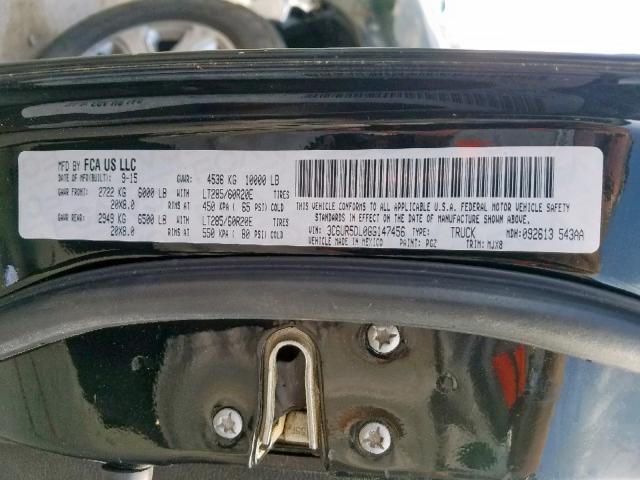 MFD BY FCA US LLC
DATE OF MFD(BUILT): 9-15 GVWR: 4536 KG 10000 LB
GAWR FRONT: 2722 KG 6000 LB WITH LT285/60R20E TIRES
20X8.0 RIMS AT 450 KPA ( 65 PSI) COLD
GAWR REAR: 2949 KG 6500 LB WITH LT285/60R20E TIRES
20X8.0 RIMS AT 550 KPA ( 80 PSI) COLD
THIS VEHICLE CONFORMS TO ALL APPLICABLE U.S.A. FEDERAL MOTOR VEHICLE SAFETY
STANDARDS IN EFFECT ON THE DATE OF MANUFACTURE SHOWN ABOVE.
VIN: 3C6UR5DL0GG147456 TYPE: TRUCK MDH: 092613 543AA
VEHICLE MADE IN MEXICO PAINT: PGZ TRIM: MJX8